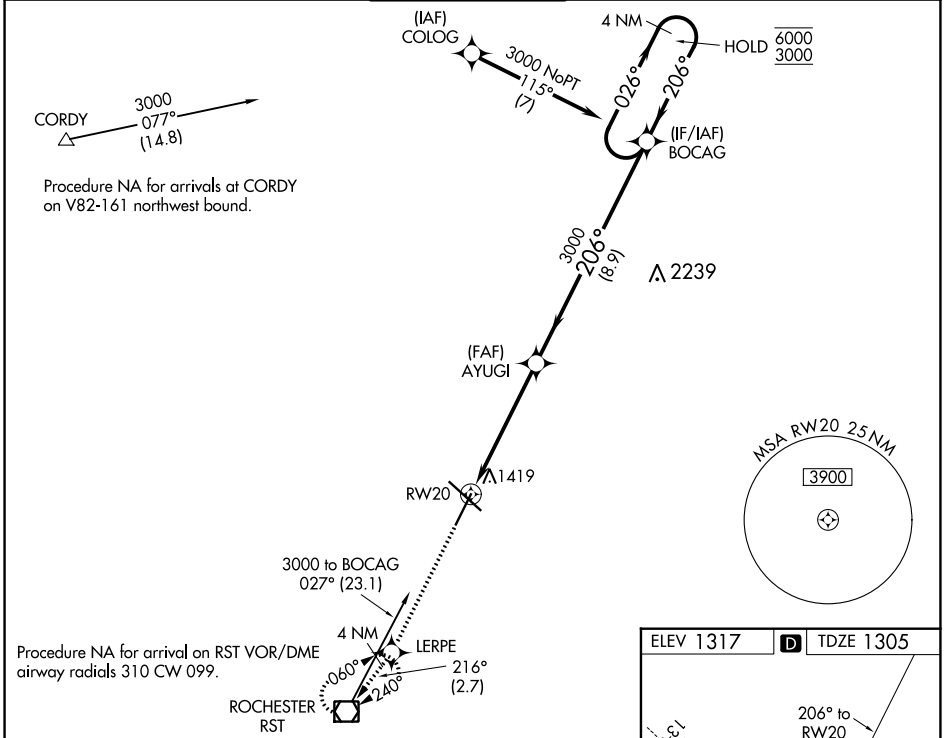 (IAF)
COLOG
3000 NoPT
115°
(7)
4 NM
HOLD
6000
3000
026°
206°
(IF/IAF)
BOCAG
CORDY
3000
077°
(14.8)
Procedure NA for arrivals at CORDY
on V82-161 northwest bound.
3000
206°
(8.9)
2239
(FAF)
AYUGI
MSA RW20 25 NM
3900
RW20
1419
3000 to BOCAG
027° (23.1)
4 NM
LERPE
Procedure NA for arrival on RST VOR/DME
airway radials 310 CW 099.
060°
240°
216°
(2.7)
ROCHESTER
RST
ELEV 1317
D
TDZE 1305
206° to
RW20